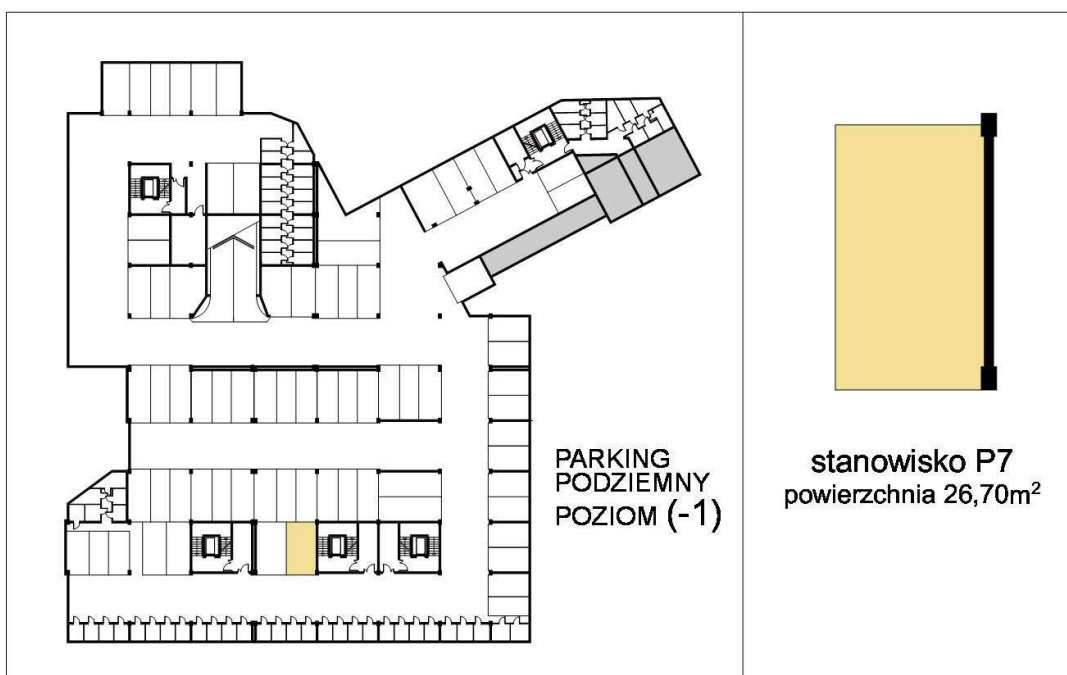 PARKING
PODZIEMNY
POZIOM (-1)
stanowisko P7
powierzchnia 26,70m²